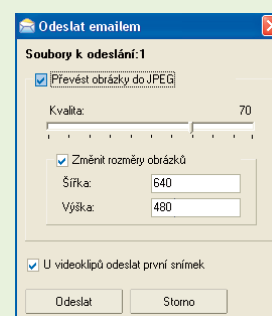 Odeslat emailem
Soubory k odeslání:1
Převést obrázky do JPEG
Kvalita: 70
Změnit rozměry obrázků
Šířka: 640
Výška: 480
U videoklipů odeslat první snímek
Odeslat Storno